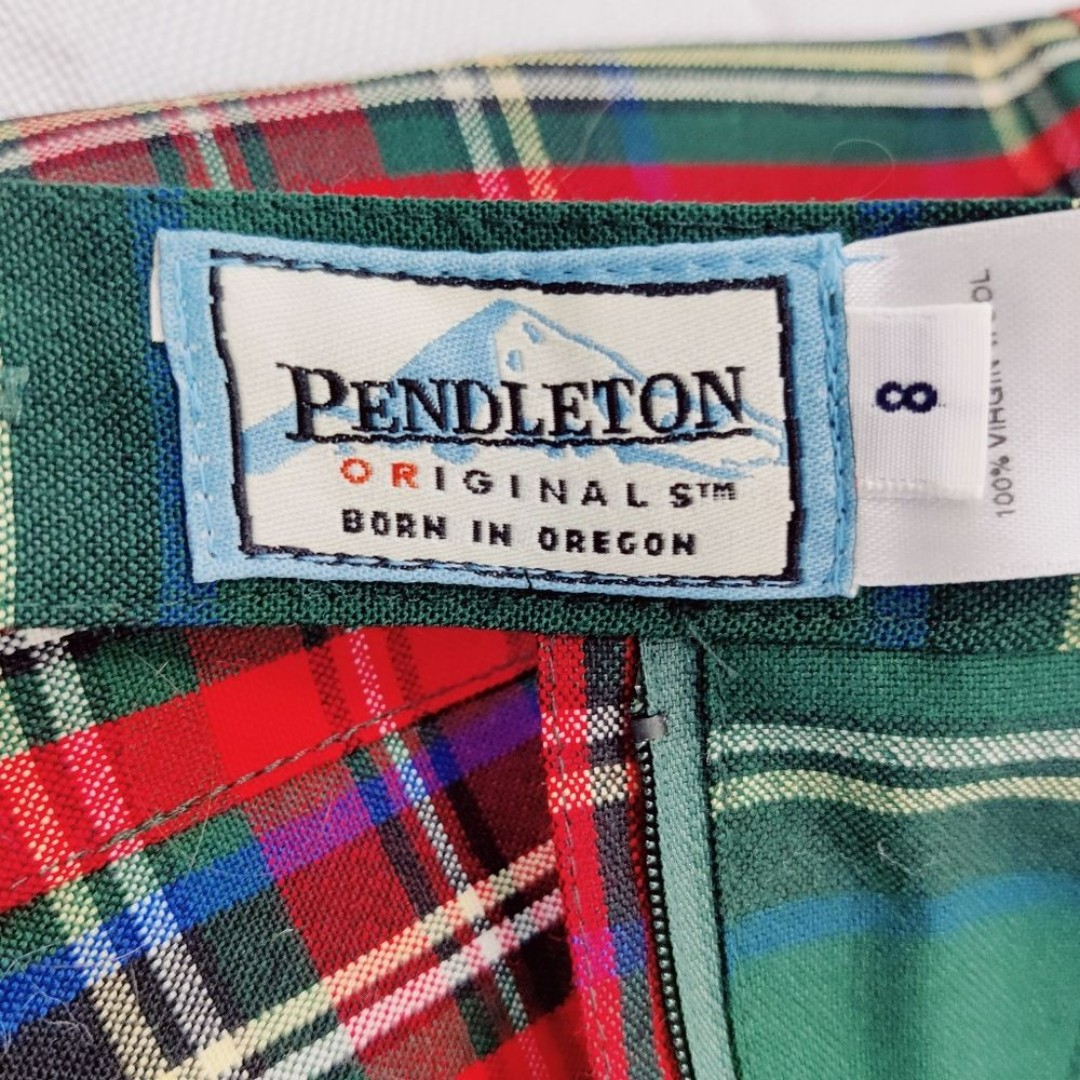 PENDLETON
ORIGINALS™
BORN IN OREGON
8
100% VIRGIN WOOL